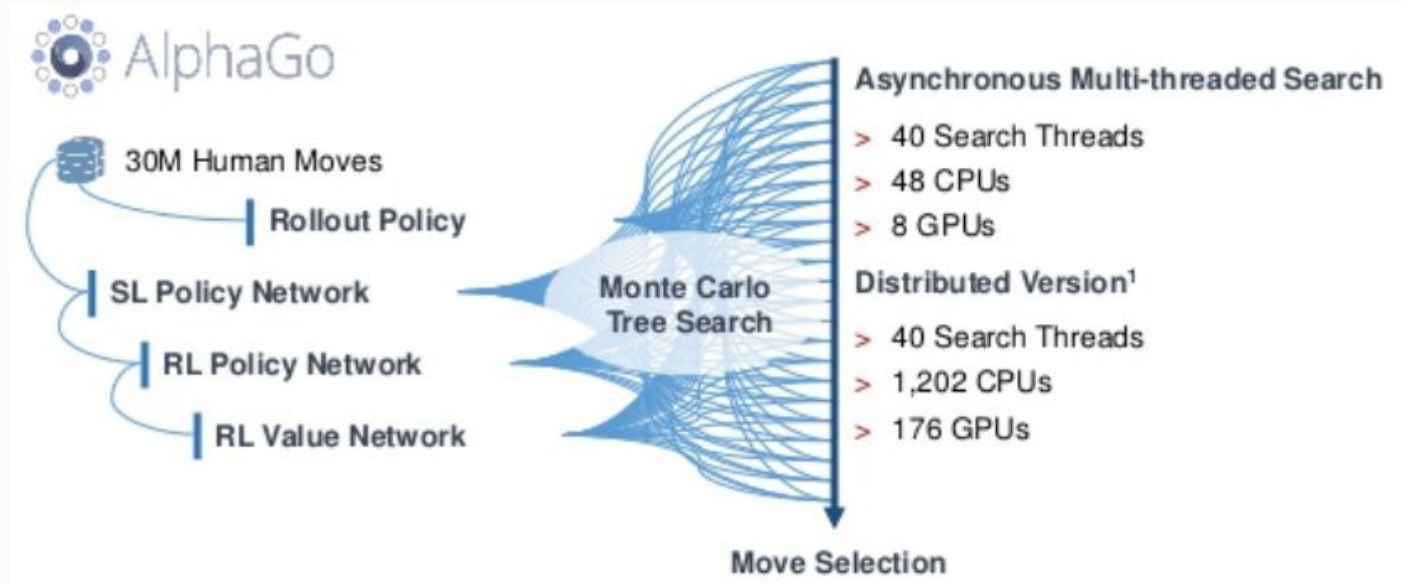 AlphaGo
30M Human Moves
Rollout Policy
SL Policy Network
RL Policy Network
RL Value Network
Monte Carlo
Tree Search
Asynchronous Multi-threaded Search
> 40 Search Threads
> 48 CPUs
> 8 GPUs
Distributed Version¹
> 40 Search Threads
> 1,202 CPUs
> 176 GPUs
Move Selection